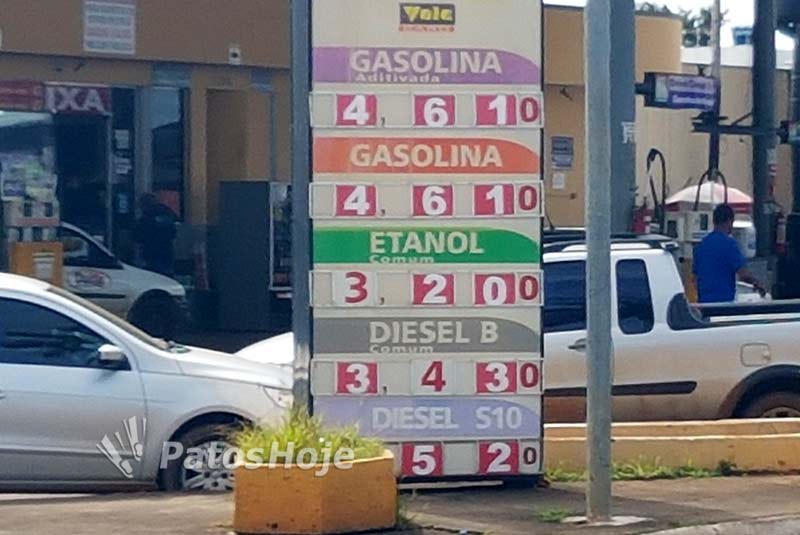 Vale
GASOLINA
Aditivada
4,610
GASOLINA
4,610
ETANOL
Comum
3,200
DIESEL B
Comum
3,430
DIESEL S10
520
IXA
PatosHoje